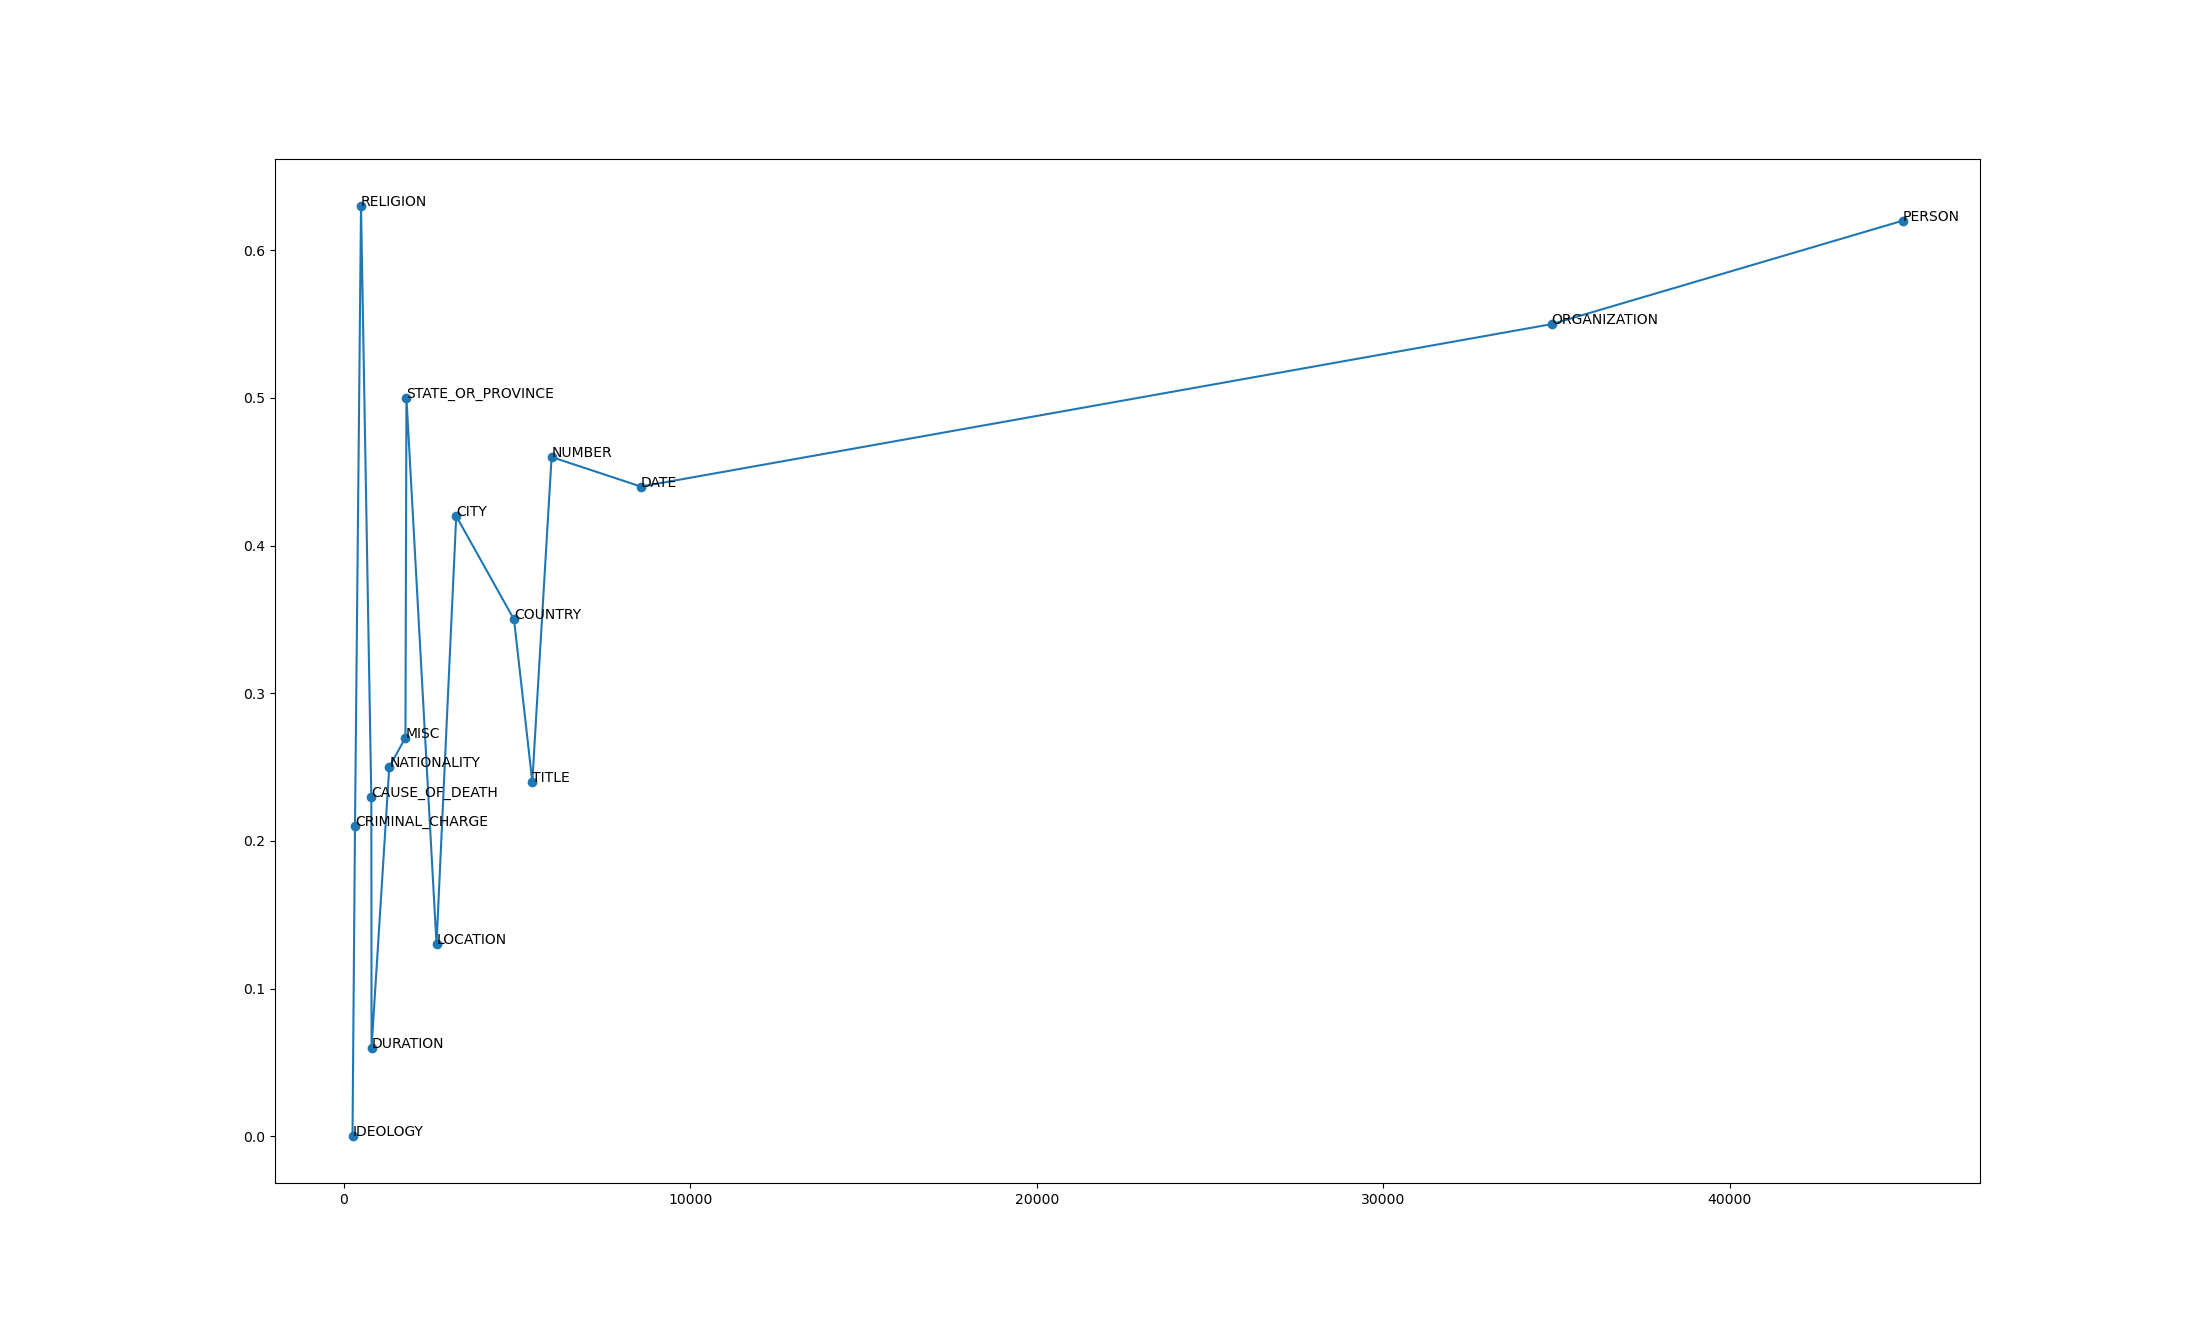 RELIGION
PERSON
0.6
ORGANIZATION
STATE_OR_PROVINCE
0.5
NUMBER
DATE
CITY
0.4
COUNTRY
0.3
MISC
NATIONALITY
TITLE
CAUSE_OF_DEATH
CRIMINAL_CHARGE
0.2
LOCATION
0.1
DURATION
IDEOLOGY
0.0
0 10000 20000 30000 40000